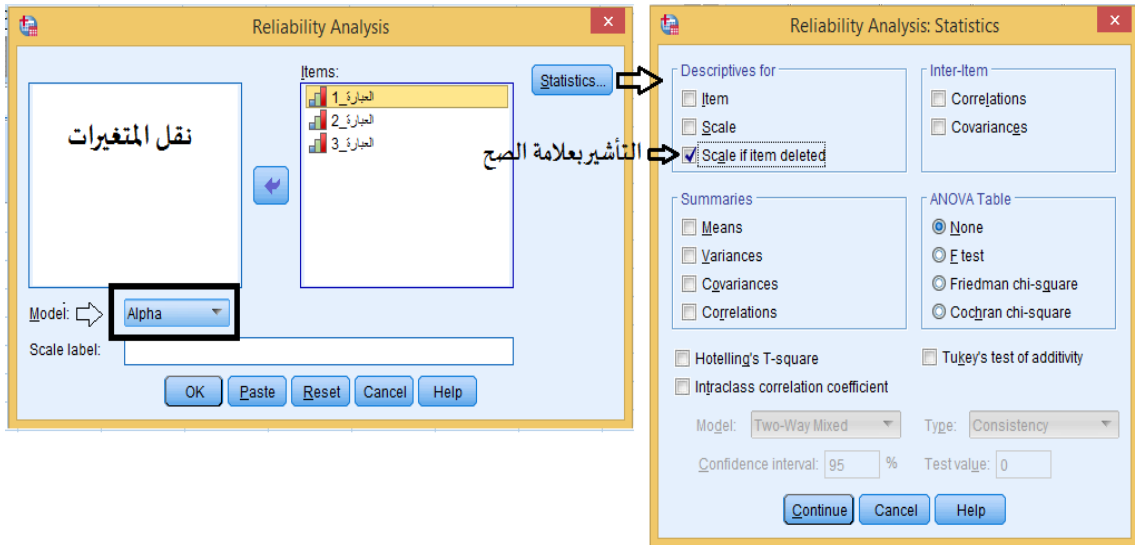 Reliability Analysis
Items:
العبارة_1
العبارة_2
العبارة_3
Statistics...
نقل المتغيرات
Model:
Alpha
Scale label:
OK Paste Reset Cancel Help
Reliability Analysis: Statistics
Descriptives for
Item
Scale
Scale if item deleted
التأشير بعلامة الصح
Inter-Item
Correlations
Covariances
Summaries
Means
Variances
Covariances
Correlations
ANOVA Table
None
F test
Friedman chi-square
Cochran chi-square
Hotelling's T-square
Tukey's test of additivity
Intraclass correlation coefficient
Model: Two-Way Mixed Type: Consistency
Confidence interval: 95 % Test value: 0
Continue Cancel Help